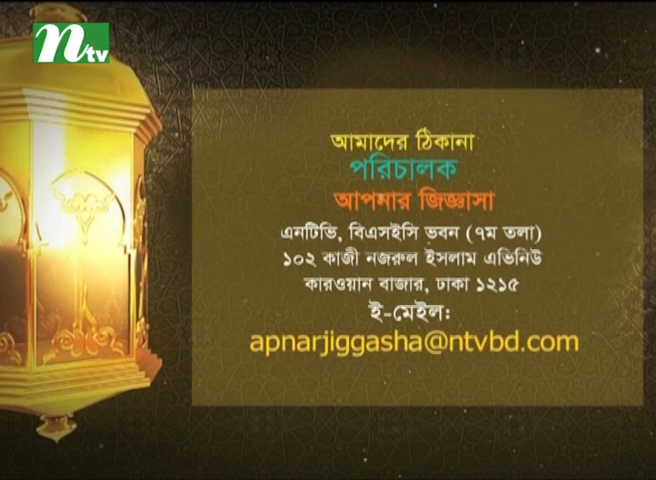 ntv
আমাদের ঠিকানা
পরিচালক
আপনার জিজ্ঞাসা
এনটিভি, বিএসইসি ভবন (৭ম তলা)
১০২ কাজী নজরুল ইসলাম এভিনিউ
কারওয়ান বাজার, ঢাকা ১২১৫
ই-মেইল:
apnarjiggasha@ntvbd.com